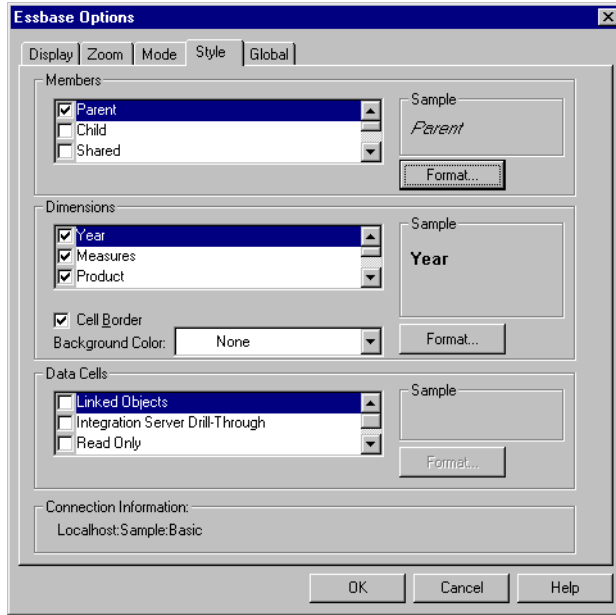 Essbase Options
Display Zoom Mode Style Global
Members
Parent
Child
Shared
Sample
Parent
Format...
Dimensions
Year
Measures
Product
Cell Border
Background Color: None
Sample
Year
Format...
Data Cells
Linked Objects
Integration Server Drill-Through
Read Only
Sample
Format...
Connection Information:
Localhost:Sample:Basic
OK Cancel Help